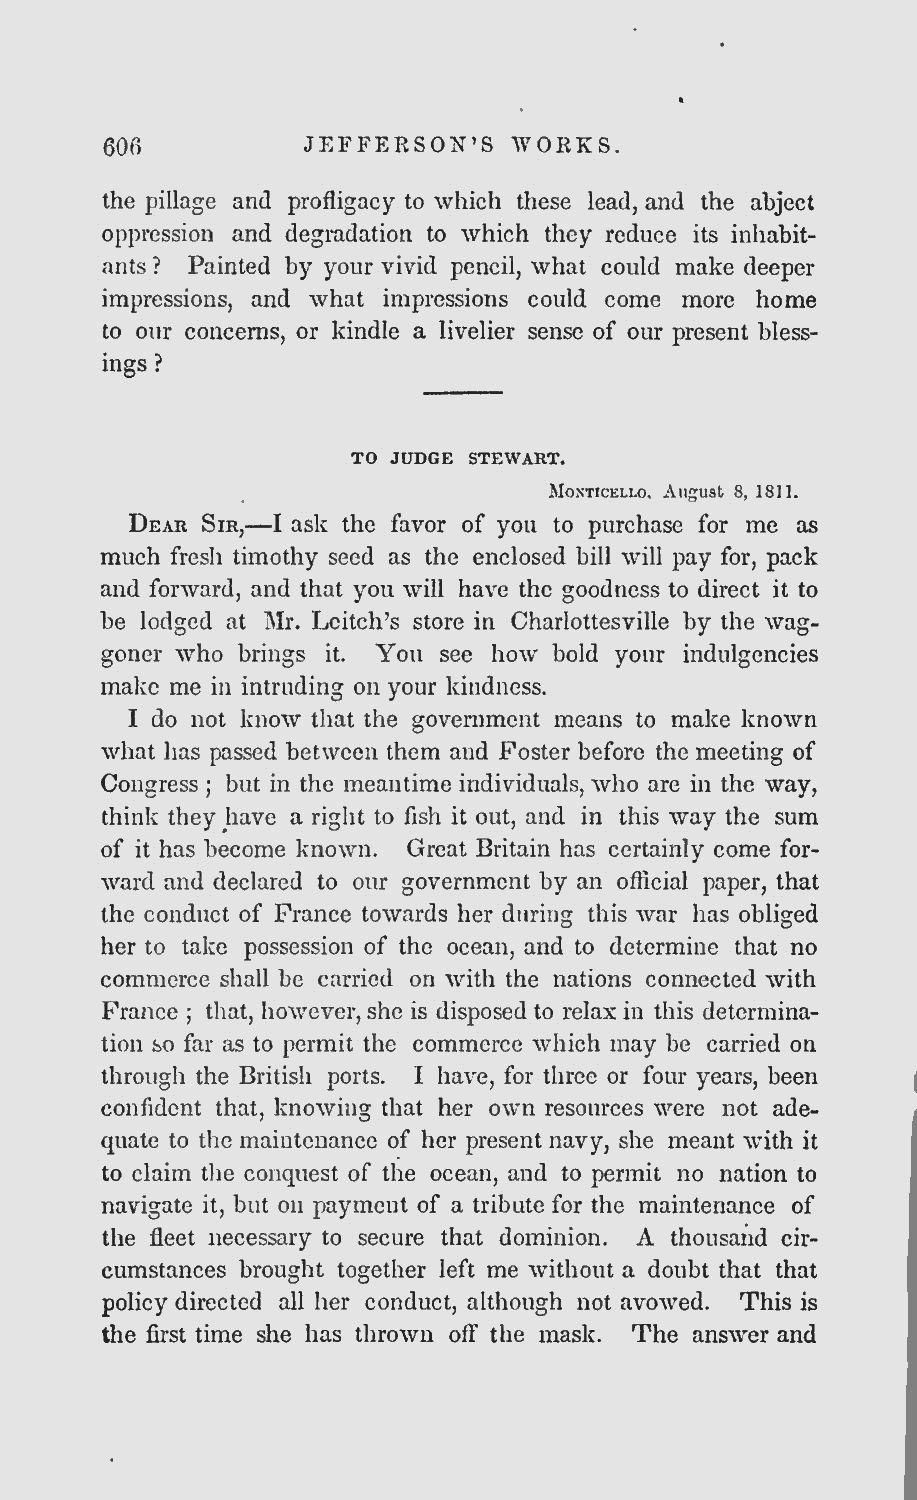 606 JEFFERSON'S WORKS.
the pillage and profligacy to which these lead, and the abject
oppression and degradation to which they reduce its inhabit-
ants? Painted by your vivid pencil, what could make deeper
impressions, and what impressions could come more home
to our concerns, or kindle a livelier sense of our present bless-
ings?
TO JUDGE STEWART.
MONTICELLO, August 8, 1811.
DEAR SIR,—I ask the favor of you to purchase for me as
much fresh timothy seed as the enclosed bill will pay for, pack
and forward, and that you will have the goodness to direct it to
be lodged at Mr. Leitch's store in Charlottesville by the wag-
goner who brings it. You see how bold your indulgencies
make me in intruding on your kindness.
I do not know that the government means to make known
what has passed between them and Foster before the meeting of
Congress; but in the meantime individuals, who are in the way,
think they have a right to fish it out, and in this way the sum
of it has become known. Great Britain has certainly come for-
ward and declared to our government by an official paper, that
the conduct of France towards her during this war has obliged
her to take possession of the ocean, and to determine that no
commerce shall be carried on with the nations connected with
France; that, however, she is disposed to relax in this determina-
tion so far as to permit the commerce which may be carried on
through the British ports. I have, for three or four years, been
confident that, knowing that her own resources were not ade-
quate to the maintenance of her present navy, she meant with it
to claim the conquest of the ocean, and to permit no nation to
navigate it, but on payment of a tribute for the maintenance of
the fleet necessary to secure that dominion. A thousand cir-
cumstances brought together left me without a doubt that that
policy directed all her conduct, although not avowed. This is
the first time she has thrown off the mask. The answer and